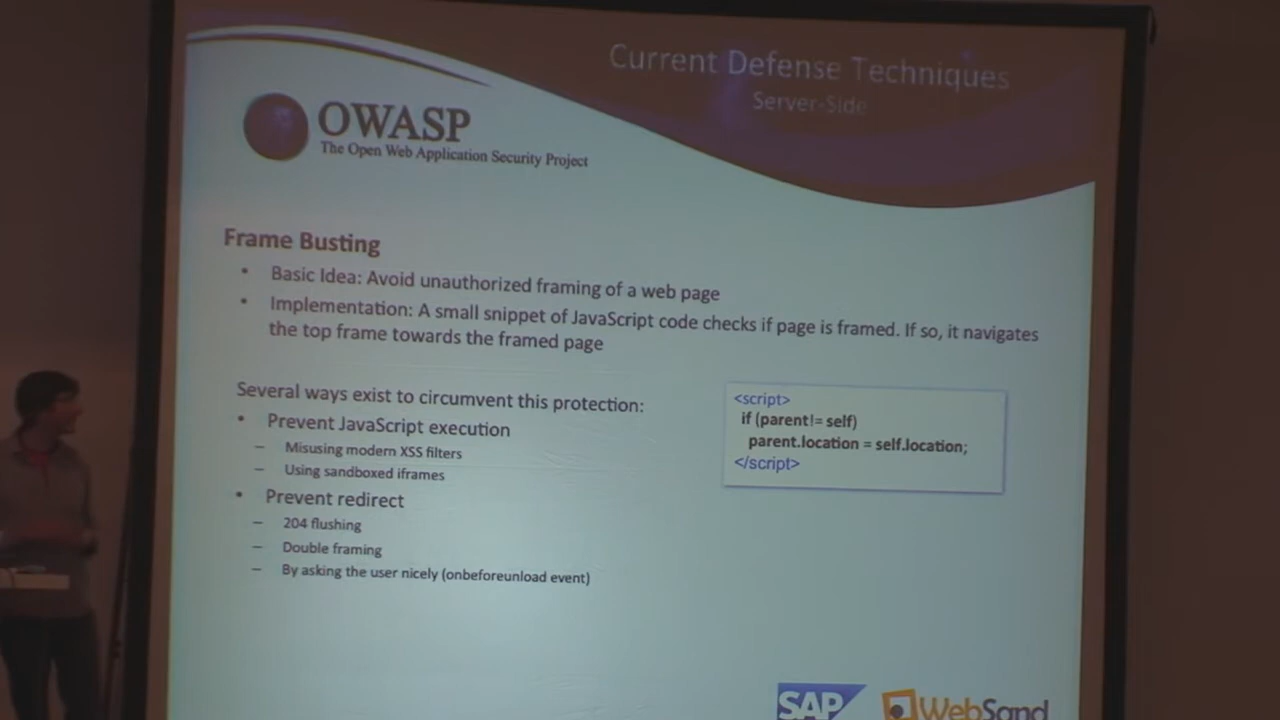 Current Defense Techniques
Server-Side
OWASP
The Open Web Application Security Project
Frame Busting
• Basic Idea: Avoid unauthorized framing of a web page
• Implementation: A small snippet of JavaScript code checks if page is framed. If so, it navigates
the top frame towards the framed page
Several ways exist to circumvent this protection:
• Prevent JavaScript execution
– Misusing modern XSS filters
– Using sandboxed iframes
• Prevent redirect
– 204 flushing
– Double framing
– By asking the user nicely (onbeforeunload event)
<script>
if (parent!= self)
parent.location = self.location;
</script>
SAP
WebSand